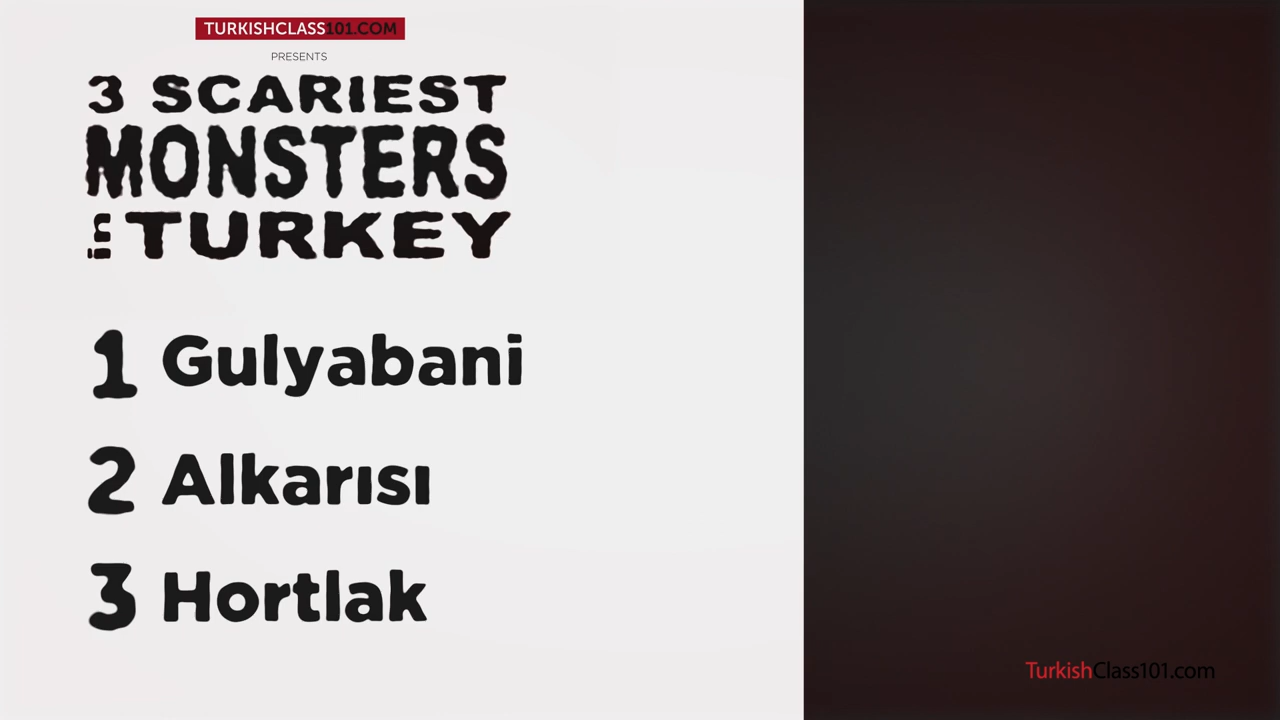 TURKISHCLASS101.COM
PRESENTS
3 SCARIEST
MONSTERS
in TURKEY
1 Gulyabani
2 Alkarısı
3 Hortlak
TurkishClass101.com